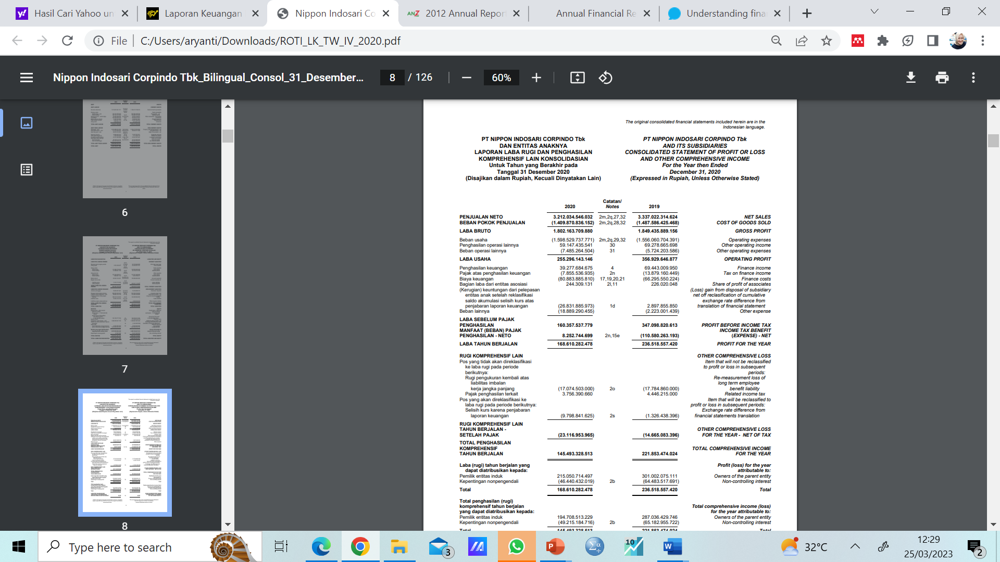 Hasil Cari Yahoo un
Laporan Keuangan
Nippon Indosari Co
ANZ 2012 Annual Report
Annual Financial Re
Understanding finan
File C:/Users/aryanti/Downloads/ROTI_LK_TW_IV_2020.pdf
Nippon Indosari Corpindo Tbk_Bilingual_Consol_31_Desember...
8 / 126
60%
6
7
8
The original consolidated financial statements included herein are in the
Indonesian language.
PT NIPPON INDOSARI CORPINDO Tbk
DAN ENTITAS ANAKNYA
LAPORAN LABA RUGI DAN PENGHASILAN
KOMPREHENSIF LAIN KONSOLIDASIAN
Untuk Tahun yang Berakhir pada
Tanggal 31 Desember 2020
(Disajikan dalam Rupiah, Kecuali Dinyatakan Lain)
PT NIPPON INDOSARI CORPINDO Tbk
AND ITS SUBSIDIARIES
CONSOLIDATED STATEMENT OF PROFIT OR LOSS
AND OTHER COMPREHENSIVE INCOME
For the Year then Ended
December 31, 2020
(Expressed in Rupiah, Unless Otherwise Stated)
Catatan/
2020 Notes 2019
PENJUALAN NETO 3.212.034.546.032 2m,2q,27,32 3.337.022.314.624 NET SALES
BEBAN POKOK PENJUALAN (1.409.870.836.152) 2m,2q,28,32 (1.487.586.425.468) COST OF GOODS SOLD
LABA BRUTO 1.802.163.709.880 1.849.435.889.156 GROSS PROFIT
Beban usaha (1.598.529.737.771) 2m,2q,29,32 (1.556.060.704.391) Operating expenses
Penghasilan operasi lainnya 59.147.435.541 30 69.278.665.698 Other operating income
Beban operasi lainnya (7.485.264.504) 31 (5.724.203.586) Other operating expenses
LABA USAHA 255.296.143.146 356.929.646.877 OPERATING PROFIT
Penghasilan keuangan 39.277.684.675 4 69.443.009.950 Finance income
Pajak atas penghasilan keuangan (7.855.536.935) 2n (13.879.160.449) Tax on finance income
Biaya keuangan (80.883.885.810) 17,19,20,21 (66.295.550.224) Finance costs
Bagian laba dari entitas asosiasi 244.309.131 2l,11 226.020.048 Share of profit of associates
(Kerugian) keuntungan dari pelepasan (Loss) gain from disposal of subsidiary
entitas anak setelah reklasifikasi net off reclasification of cumulative
saldo akumulasi selisih kurs atas exchange rate difference from
penjabaran laporan keuangan (26.831.885.973) 1d 2.897.855.850 translation of financial statement
Beban lainnya (18.889.290.455) (2.223.001.439) Other expense
LABA SEBELUM PAJAK
PENGHASILAN 160.357.537.779 347.098.820.613 PROFIT BEFORE INCOME TAX
MANFAAT (BEBAN) PAJAK INCOME TAX BENEFIT
PENGHASILAN - NETO 8.252.744.699 2n,15e (110.580.263.193) (EXPENSE) - NET
LABA TAHUN BERJALAN 168.610.282.478 236.518.557.420 PROFIT FOR THE YEAR
RUGI KOMPREHENSIF LAIN OTHER COMPREHENSIVE LOSS
Pos yang tidak akan direklasifikasi Item that will not be reclassified
ke laba rugi pada periode to profit or loss in subsequent
berikutnya: periods:
Rugi pengukuran kembali atas Re-measurement loss of
liabilitas imbalan long term employee
kerja jangka panjang (17.074.503.000) 2o (17.784.860.000) benefit liability
Pajak penghasilan terkait 3.756.390.660 4.446.215.000 Related income tax
Pos yang akan direklasifikasi ke Item that will be reclassified to
laba rugi pada periode berikutnya: profit or loss in subsequent periods:
Selisih kurs karena penjabaran Exchange rate difference from
laporan keuangan (9.798.841.625) 2s (1.326.438.396) financial statements translation
RUGI KOMPREHENSIF LAIN
TAHUN BERJALAN - OTHER COMPREHENSIVE LOSS
SETELAH PAJAK (23.116.953.965) (14.665.083.396) FOR THE YEAR - NET OF TAX
TOTAL PENGHASILAN
KOMPREHENSIF TOTAL COMPREHENSIVE INCOME
TAHUN BERJALAN 145.493.328.513 221.853.474.024 FOR THE YEAR
Laba (rugi) tahun berjalan yang Profit (loss) for the year
dapat diatribusikan kepada: attributable to:
Pemilik entitas induk 215.050.714.497 301.002.075.111 Owners of the parent entity
Kepentingan nonpengendali (46.440.432.019) 2b (64.483.517.691) Non-controlling interest
Total 168.610.282.478 236.518.557.420 Total
Total penghasilan (rugi)
komprehensif tahun berjalan Total comprehensive income (loss)
yang dapat diatribusikan kepada: for the year attributable to:
Pemilik entitas induk 194.708.513.229 287.036.429.746 Owners of the parent entity
Kepentingan nonpengendali (49.215.184.716) 2b (65.182.955.722) Non-controlling interest
Total 145.493.328.513 221.853.474.024 Total
Type here to search
3
10
32°C
12:29
25/03/2023
2